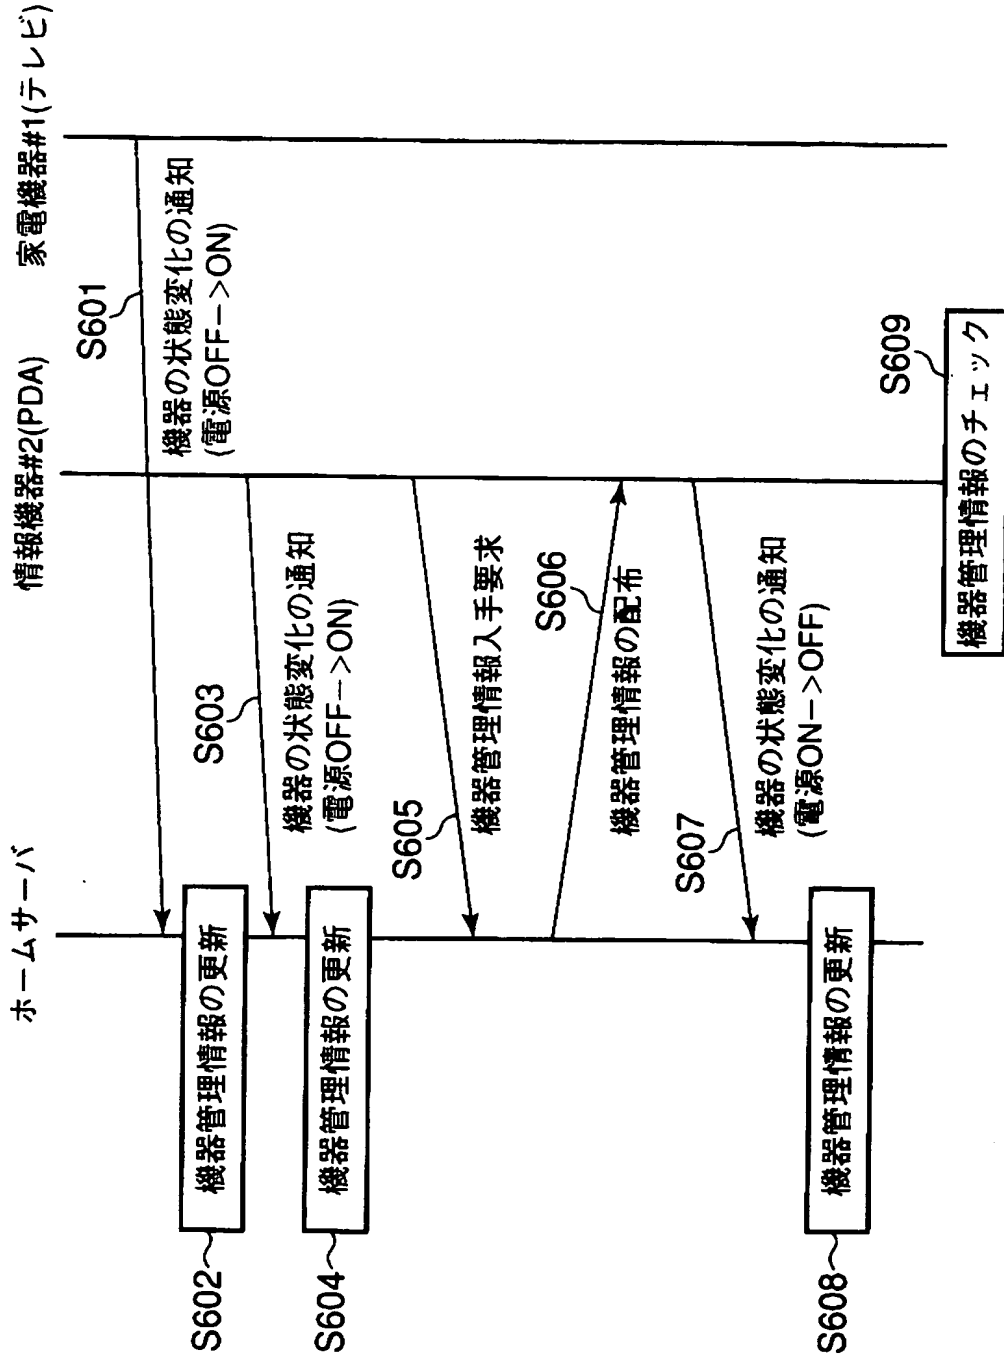 ホームサーバ
情報機器#2(PDA)
家電機器#1(テレビ)
S601
機器の状態変化の通知
(電源OFF->ON)
S602
機器管理情報の更新
S603
機器の状態変化の通知
(電源OFF->ON)
S604
機器管理情報の更新
S605
機器管理情報入手要求
S606
機器管理情報の配布
S607
機器の状態変化の通知
(電源ON->OFF)
S608
機器管理情報の更新
S609
機器管理情報のチェック